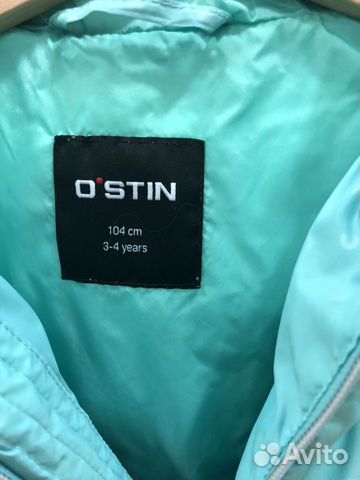 O'STIN
104 cm
3-4 years
Avito